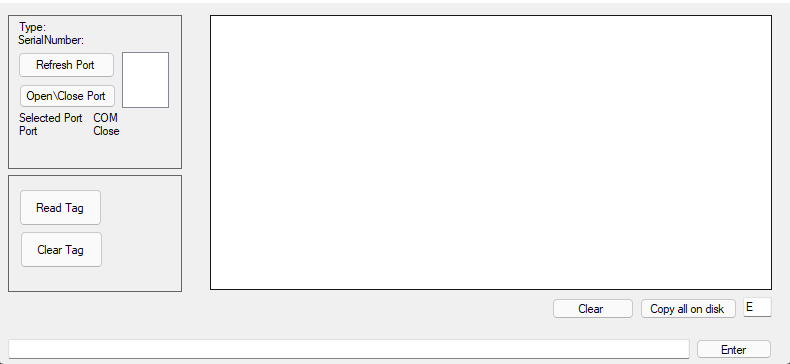 Type:
SerialNumber:
Refresh Port
Open\Close Port
Selected Port COM
Port Close
Read Tag
Clear Tag
Clear
Copy all on disk
E
Enter